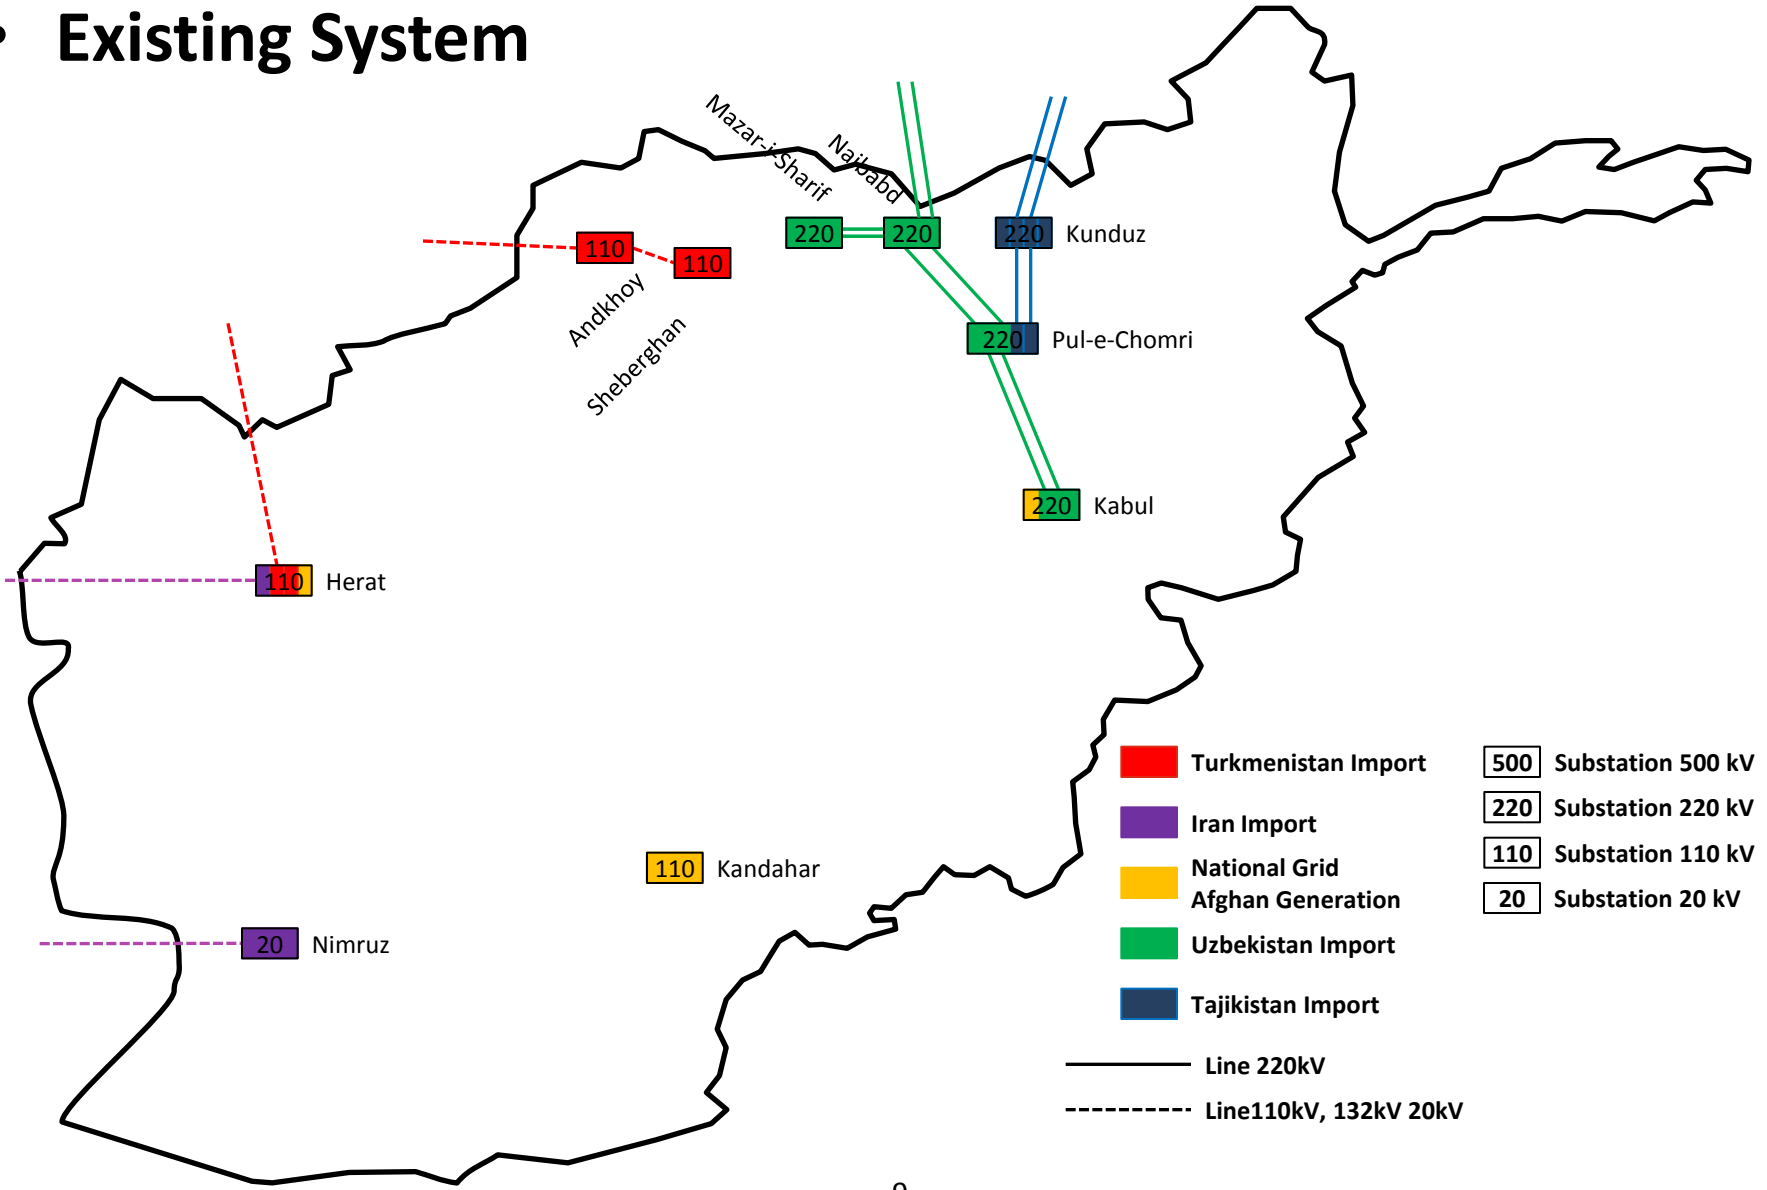 • Existing System
Mazar-i-Sharif
Naibabd
220
220
220
Kunduz
110
110
Andkhoy
Sheberghan
220
Pul-e-Chomri
220
Kabul
110
Herat
110
Kandahar
20
Nimruz
Turkmenistan Import
Iran Import
National Grid
Afghan Generation
Uzbekistan Import
Tajikistan Import
Line 220kV
Line110kV, 132kV 20kV
500 Substation 500 kV
220 Substation 220 kV
110 Substation 110 kV
20 Substation 20 kV